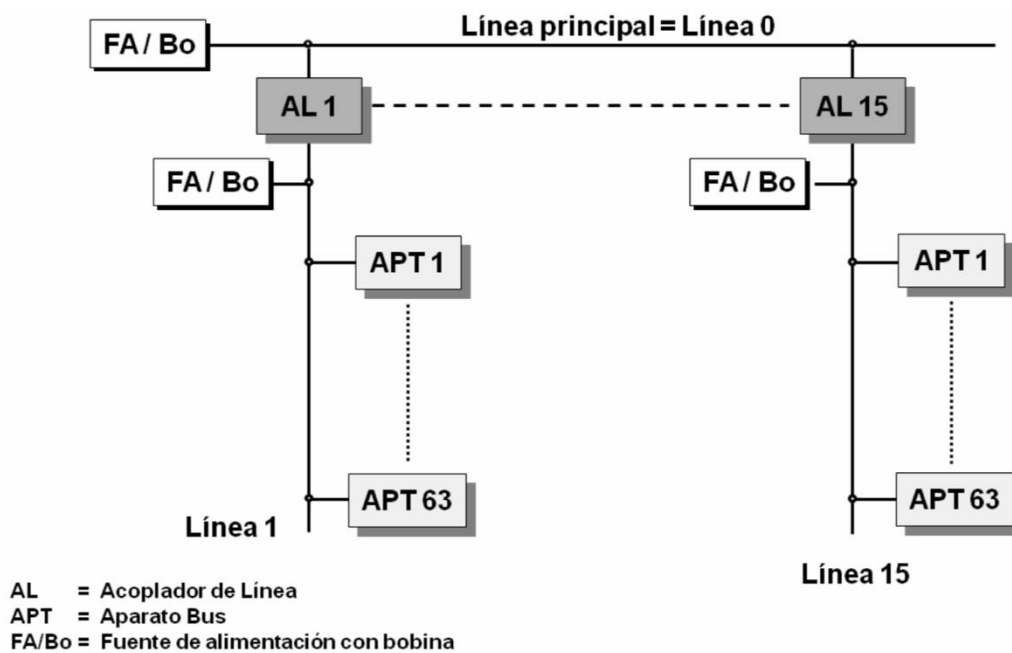 Línea principal = Línea 0
FA / Bo
AL 1
AL 15
FA / Bo
FA / Bo
APT 1
APT 1
APT 63
APT 63
Línea 1
Línea 15
AL = Acoplador de Línea
APT = Aparato Bus
FA/Bo = Fuente de alimentación con bobina